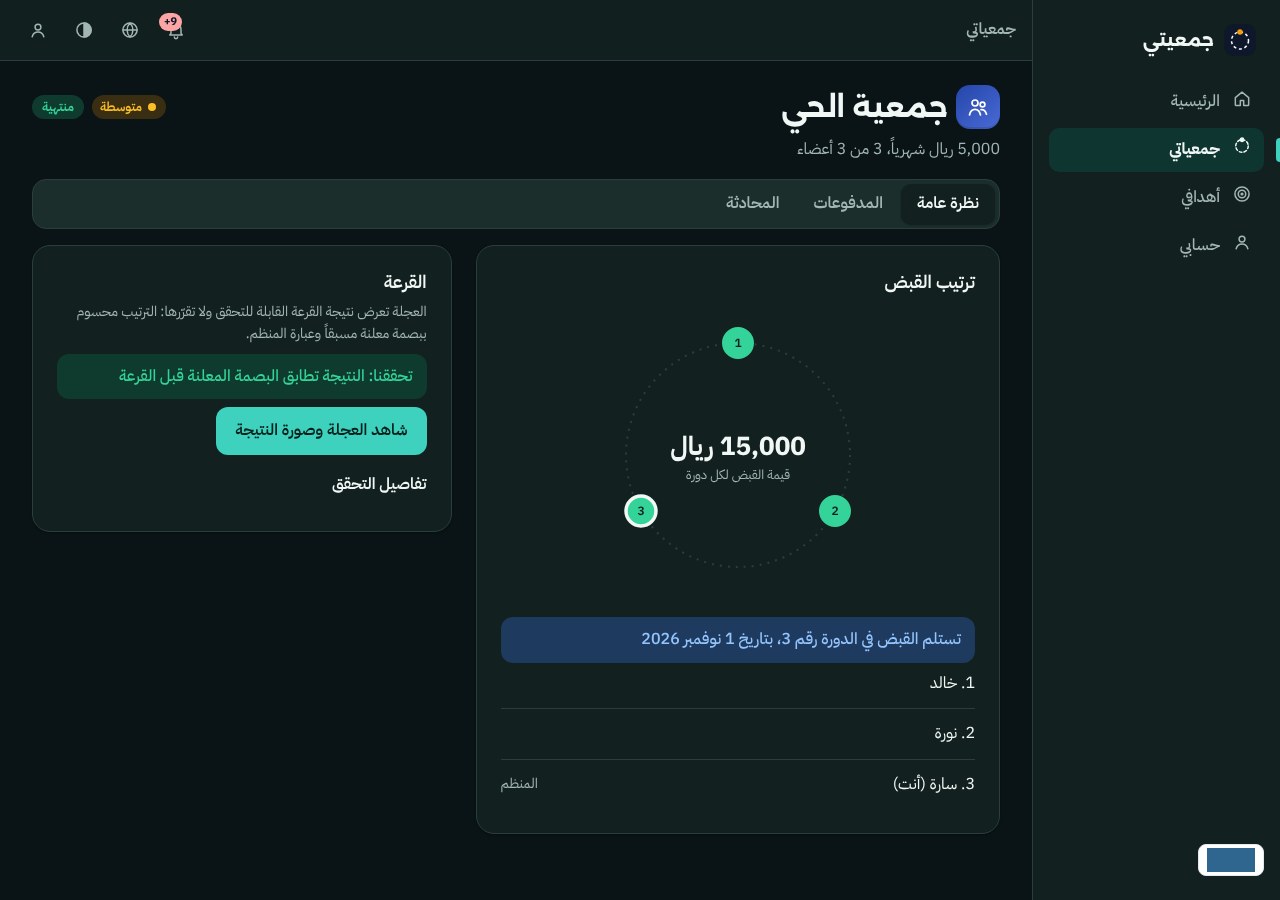 جمعيتي
الرئيسية
جمعياتي
أهدافي
حسابي
جمعياتي
+9
جمعية الحي
متوسطة
منتهية
5,000 ريال شهرياً، 3 من 3 أعضاء
نظرة عامة
المدفوعات
المحادثة
ترتيب القبض
1
15,000 ريال
قيمة القبض لكل دورة
2
3
تستلم القبض في الدورة رقم 3، بتاريخ 1 نوفمبر 2026
1. خالد
2. نورة
3. سارة (أنت)
المنظم
القرعة
العجلة تعرض نتيجة القرعة القابلة للتحقق ولا تقرّرها: الترتيب محسوم
ببصمة معلنة مسبقاً وعبارة المنظم.
تحققنا: النتيجة تطابق البصمة المعلنة قبل القرعة
شاهد العجلة وصورة النتيجة
تفاصيل التحقق